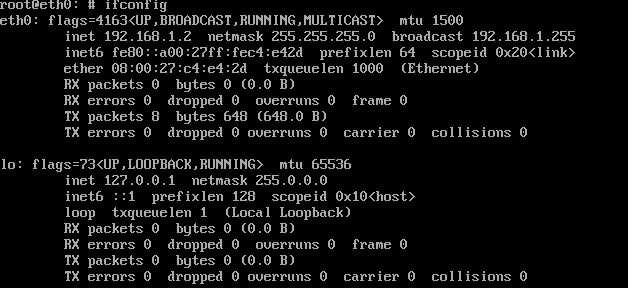 root@eth0: # ifconfig
eth0: flags=4163<UP,BROADCAST,RUNNING,MULTICAST>  mtu 1500
inet 192.168.1.2  netmask 255.255.255.0  broadcast 192.168.1.255
inet6 fe80::a00:27ff:fec4:e42d  prefixlen 64  scopeid 0x20<link>
ether 08:00:27:c4:e4:2d  txqueuelen 1000  (Ethernet)
RX packets 0  bytes 0 (0.0 B)
RX errors 0  dropped 0  overruns 0  frame 0
TX packets 8  bytes 648 (648.0 B)
TX errors 0  dropped 0 overruns 0  carrier 0  collisions 0
lo: flags=73<UP,LOOPBACK,RUNNING>  mtu 65536
inet 127.0.0.1  netmask 255.0.0.0
inet6 ::1  prefixlen 128  scopeid 0x10<host>
loop  txqueuelen 1  (Local Loopback)
RX packets 0  bytes 0 (0.0 B)
RX errors 0  dropped 0  overruns 0  frame 0
TX packets 0  bytes 0 (0.0 B)
TX errors 0  dropped 0 overruns 0  carrier 0  collisions 0